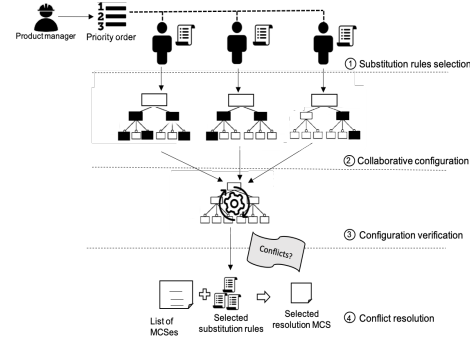 1
2
3
Product manager
Priority order
① Substitution rules selection
② Collaborative configuration
③ Configuration verification
Conflicts?
List of
MCSes
Selected
substitution rules
Selected
resolution MCS
④ Conflict resolution